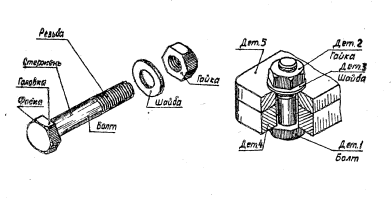 Резьба
Стержень
Головка
Фаска
Болт
Шайба
Гайка
Дет.5
Дет.2
Гайка
Дет.3
Шайба
Дет.4
Дет.1
Болт